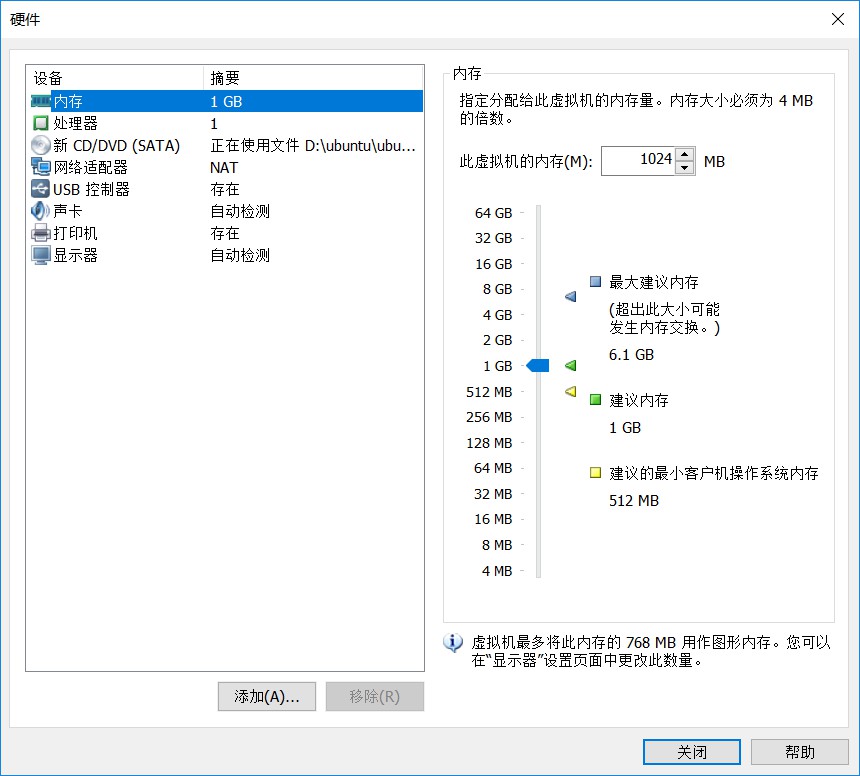 硬件
设备 摘要
内存 1 GB
处理器 1
新 CD/DVD (SATA) 正在使用文件 D:\ubuntu\ubu...
网络适配器 NAT
USB 控制器 存在
声卡 自动检测
打印机 存在
显示器 自动检测
添加(A)...
移除(R)
内存
指定分配给此虚拟机的内存量。内存大小必须为 4 MB
的倍数。
此虚拟机的内存(M): 1024 MB
64 GB
32 GB
16 GB
8 GB
4 GB
2 GB
1 GB
512 MB
256 MB
128 MB
64 MB
32 MB
16 MB
8 MB
4 MB
最大建议内存
(超出此大小可能
发生内存交换。)
6.1 GB
建议内存
1 GB
建议的最小客户机操作系统内存
512 MB
虚拟机最多将此内存的 768 MB 用作图形内存。您可以
在“显示器”设置页面中更改此数量。
关闭
帮助